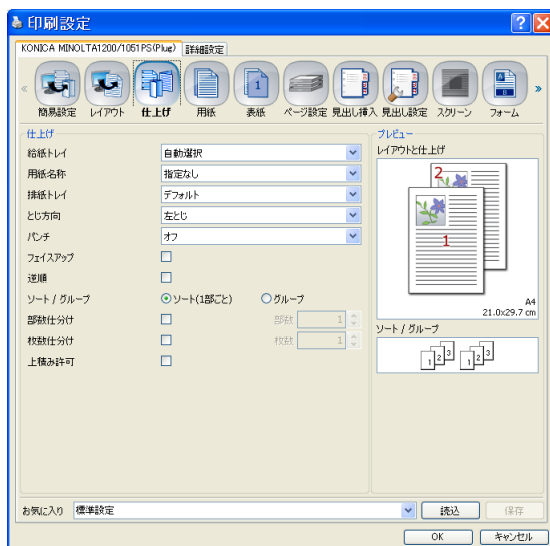 印刷設定
KONICA MINOLTA1200/1051PS(Plug) 詳細設定
簡易設定 レイアウト 仕上げ 用紙 表紙 ページ設定 見出し挿入 見出し設定 スクリーン フォーム
仕上げ
給紙トレイ 自動選択
用紙名称 指定なし
排紙トレイ デフォルト
とじ方向 左とじ
パンチ オフ
フェイスアップ
逆順
ソート / グループ ソート(1部ごと) グループ
部数仕分け 部数 1
枚数仕分け 枚数 1
上積み許可
プレビュー
レイアウトと仕上げ
2
1
A4
21.0x29.7 cm
ソート / グループ
1 2 3 1 2 3
お気に入り 標準設定 読込 保存
OK キャンセル